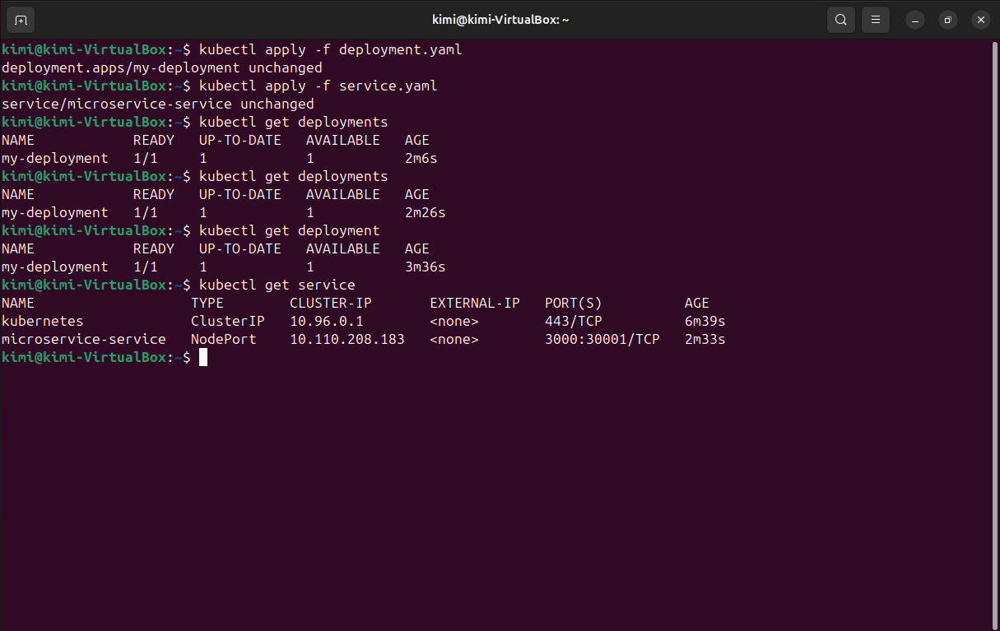 kimi@kimi-VirtualBox: ~
kimi@kimi-VirtualBox:~$ kubectl apply -f deployment.yaml
deployment.apps/my-deployment unchanged
kimi@kimi-VirtualBox:~$ kubectl apply -f service.yaml
service/microservice-service unchanged
kimi@kimi-VirtualBox:~$ kubectl get deployments
NAME            READY   UP-TO-DATE   AVAILABLE   AGE
my-deployment   1/1     1            1           2m6s
kimi@kimi-VirtualBox:~$ kubectl get deployments
NAME            READY   UP-TO-DATE   AVAILABLE   AGE
my-deployment   1/1     1            1           2m26s
kimi@kimi-VirtualBox:~$ kubectl get deployment
NAME            READY   UP-TO-DATE   AVAILABLE   AGE
my-deployment   1/1     1            1           3m36s
kimi@kimi-VirtualBox:~$ kubectl get service
NAME                   TYPE        CLUSTER-IP       EXTERNAL-IP   PORT(S)          AGE
kubernetes             ClusterIP   10.96.0.1        <none>        443/TCP          6m39s
microservice-service   NodePort    10.110.208.183   <none>        3000:30001/TCP   2m33s
kimi@kimi-VirtualBox:~$